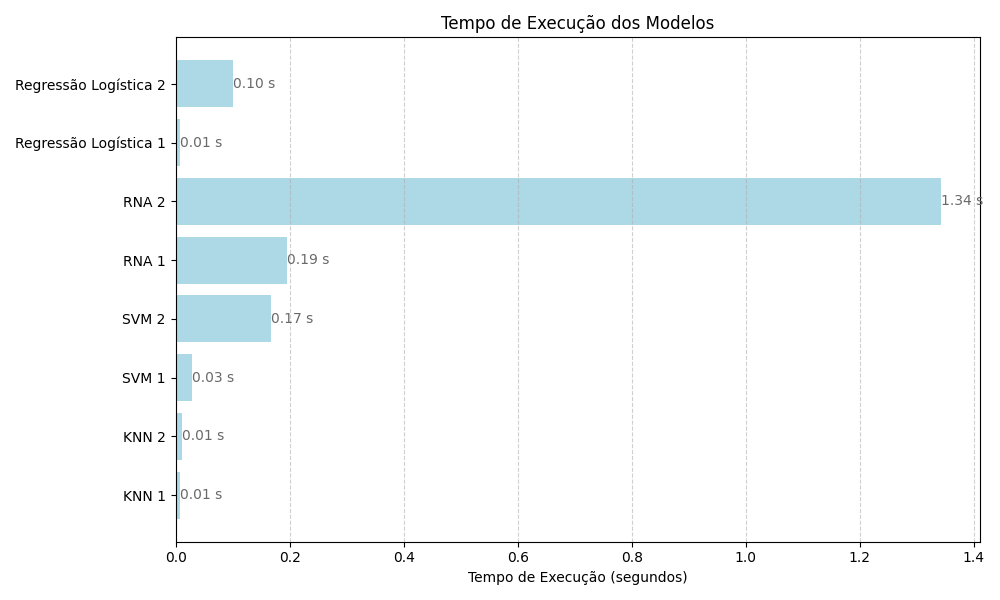 Tempo de Execução dos Modelos
Regressão Logística 2
0.10 s
Regressão Logística 1
0.01 s
RNA 2
1.34 s
RNA 1
0.19 s
SVM 2
0.17 s
SVM 1
0.03 s
KNN 2
0.01 s
KNN 1
0.01 s
0.0 0.2 0.4 0.6 0.8 1.0 1.2 1.4
Tempo de Execução (segundos)